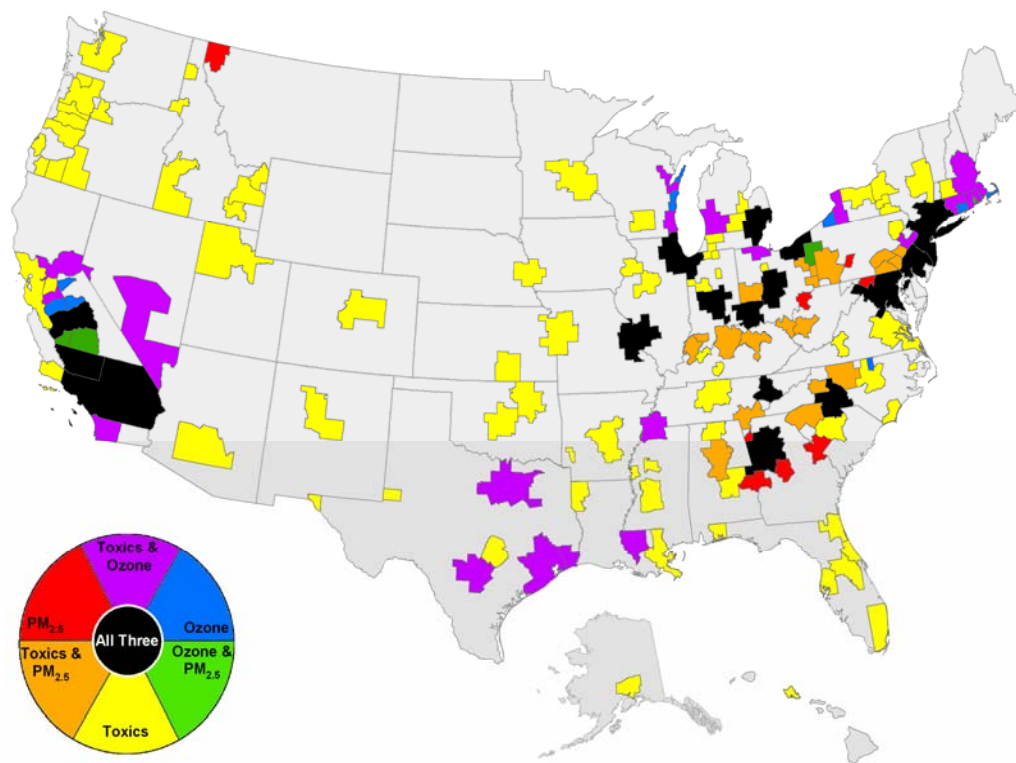 Toxics &
Ozone
PM2.5
Ozone
All Three
Toxics &
PM2.5
Ozone &
PM2.5
Toxics